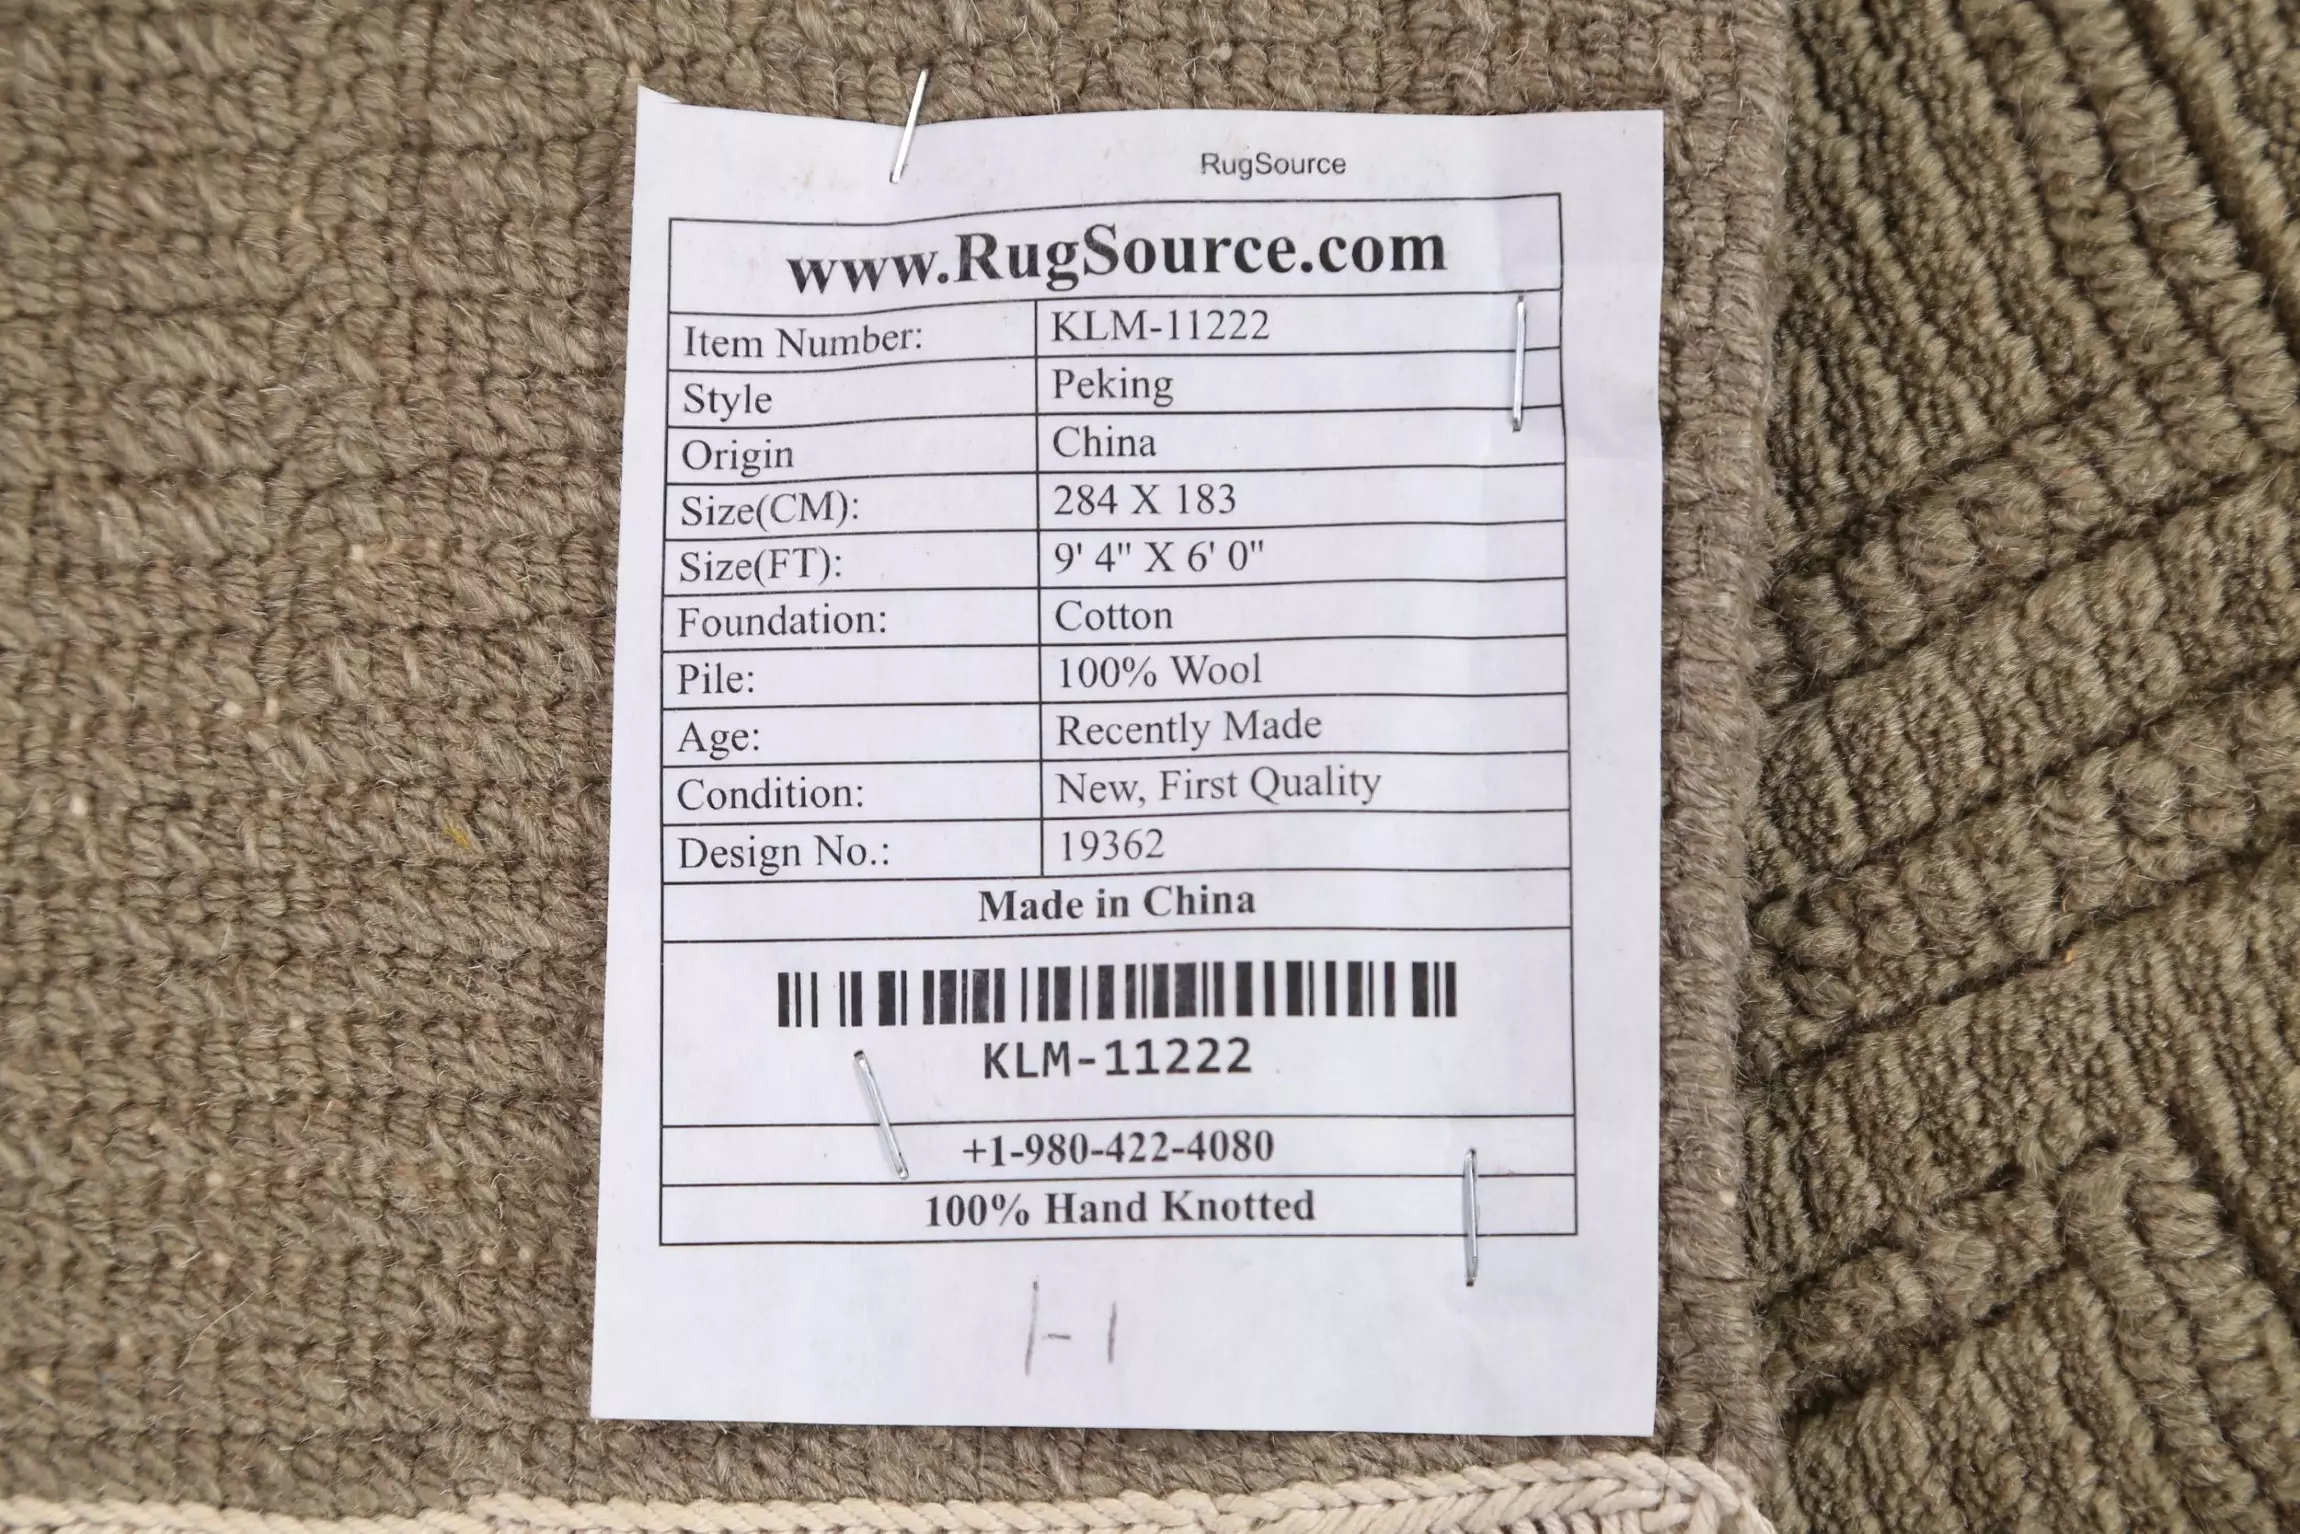 RugSource
www.RugSource.com
Item Number: KLM-11222
Style Peking
Origin China
Size(CM): 284 X 183
Size(FT): 9' 4" X 6' 0"
Foundation: Cotton
Pile: 100% Wool
Age: Recently Made
Condition: New, First Quality
Design No.: 19362
Made in China
KLM-11222
+1-980-422-4080
100% Hand Knotted
1-1